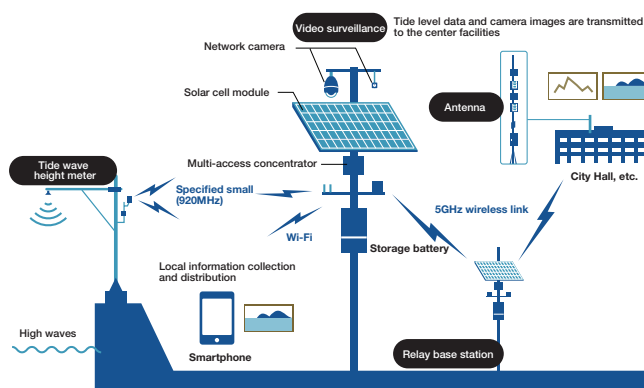 Video surveillance
Tide level data and camera images are transmitted
to the center facilities
Network camera
Solar cell module
Antenna
Multi-access concentrator
Tide wave
height meter
City Hall, etc.
Specified small
(920MHz)
5GHz wireless link
Wi-Fi
Storage battery
Local information collection
and distribution
High waves
Smartphone
Relay base station